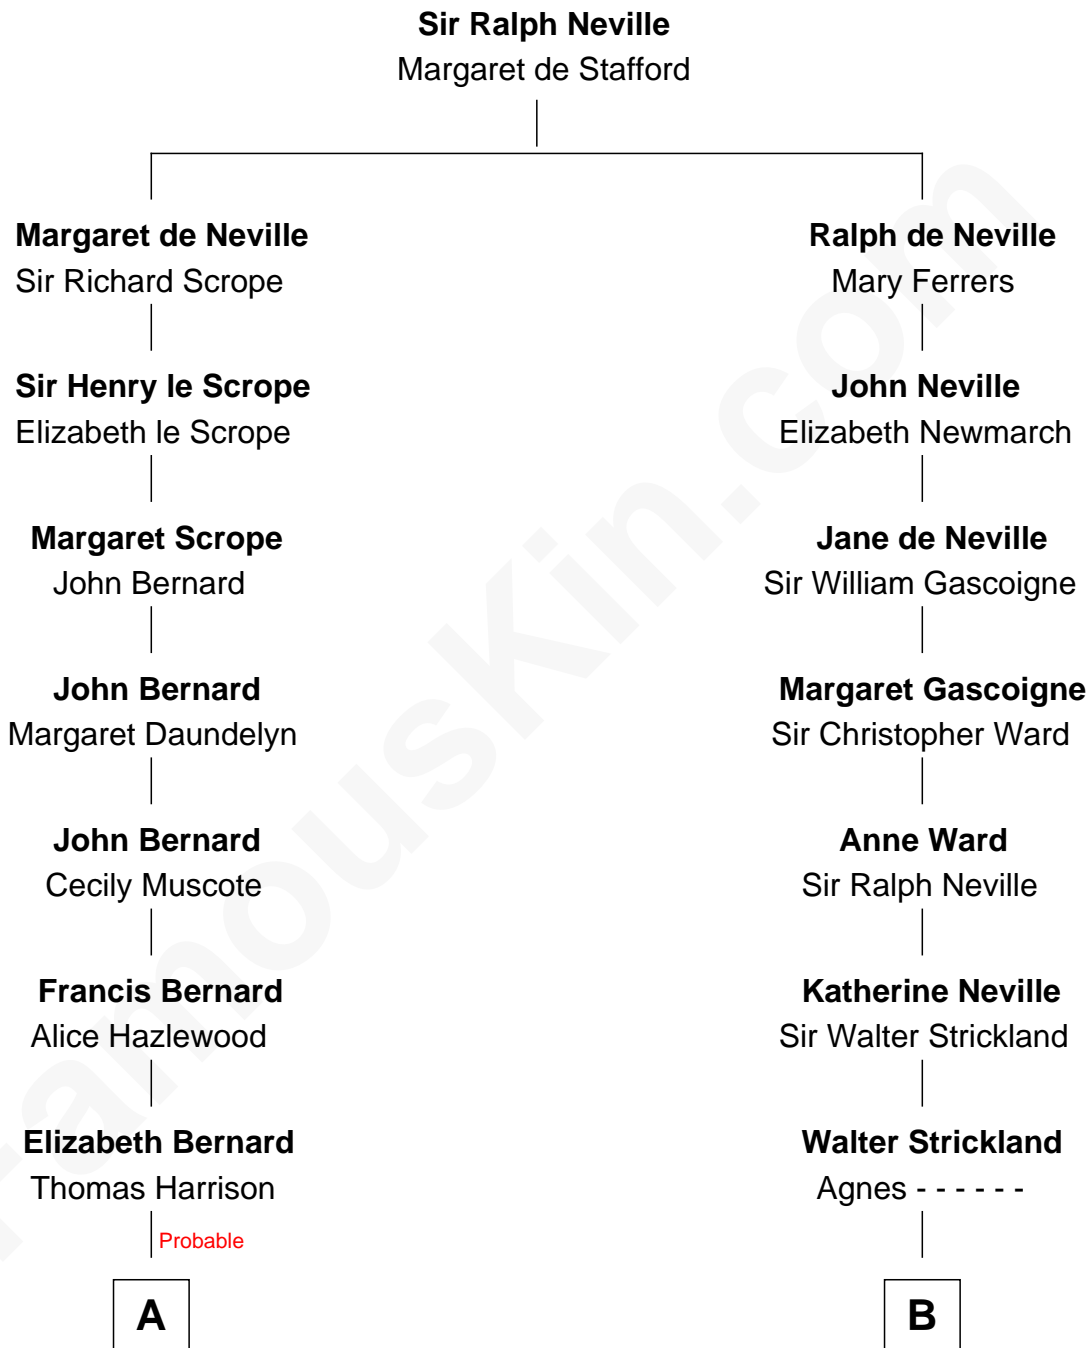 Sir Ralph Neville
Margaret de Stafford
Margaret de Neville
Sir Richard Scrope
Ralph de Neville
Mary Ferrers
Sir Henry le Scrope
Elizabeth le Scrope
John Neville
Elizabeth Newmarch
Margaret Scrope
John Bernard
Jane de Neville
Sir William Gascoigne
John Bernard
Margaret Daundelyn
Margaret Gascoigne
Sir Christopher Ward
John Bernard
Cecily Muscote
Anne Ward
Sir Ralph Neville
Francis Bernard
Alice Hazlewood
Katherine Neville
Sir Walter Strickland
Elizabeth Bernard
Thomas Harrison
Probable
Walter Strickland
Agnes - - - - - -
A
B
FamousKin.com